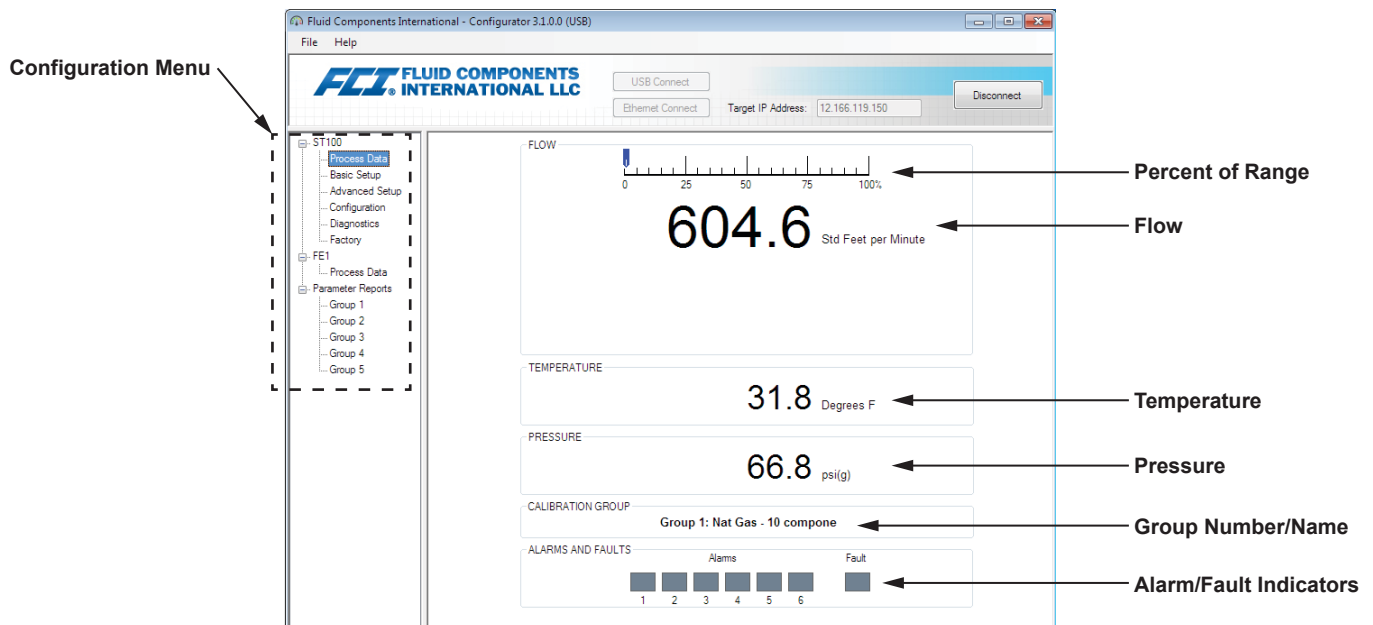 Fluid Components International - Configurator 3.1.0.0 (USB)
File Help
Configuration Menu
FCI® FLUID COMPONENTS INTERNATIONAL LLC
USB Connect
Ethernet Connect
Target IP Address: 12.166.119.150
Disconnect
ST100
Process Data
Basic Setup
Advanced Setup
Configuration
Diagnostics
Factory
FE1
Process Data
Parameter Reports
Group 1
Group 2
Group 3
Group 4
Group 5
FLOW
0 25 50 75 100%
Percent of Range
604.6 Std Feet per Minute
Flow
TEMPERATURE
31.8 Degrees F
Temperature
PRESSURE
66.8 psi(g)
Pressure
CALIBRATION GROUP
Group 1: Nat Gas - 10 compone
Group Number/Name
ALARMS AND FAULTS
Alarms Fault
1 2 3 4 5 6
Alarm/Fault Indicators